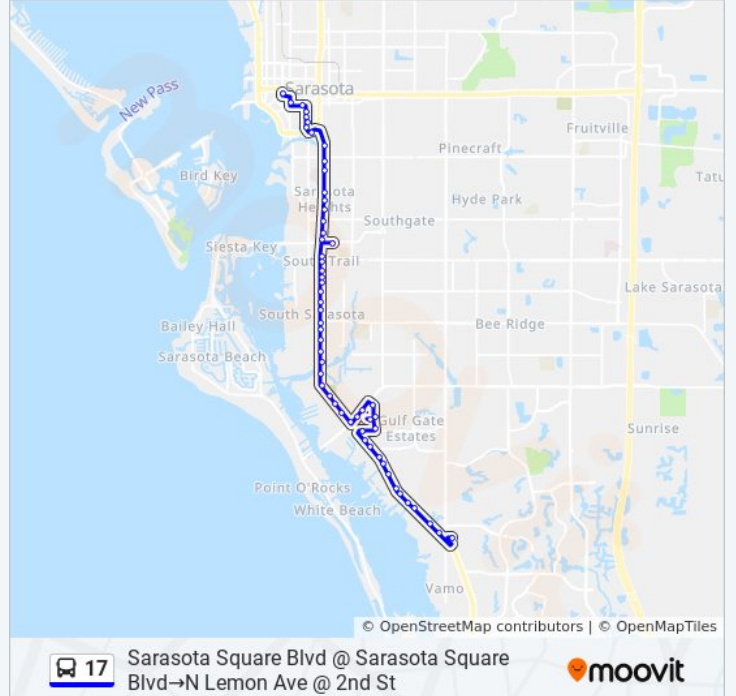 Sarasota
New Pass
Fruitville
Pinecraft
Bird Key
Tatu
Sarasota
Heights
Hyde Park
Southgate
Siesta Key
South Trail
Lake Sarasota
South Sarasota
Bailey Hall
Bee Ridge
Sarasota Beach
Gulf Gate
Estates
Sunrise
Point O'Rocks
White Beach
Vamo
© OpenStreetMap contributors | © OpenMapTiles
17
Sarasota Square Blvd @ Sarasota Square
Blvd→N Lemon Ave @ 2nd St
moovit